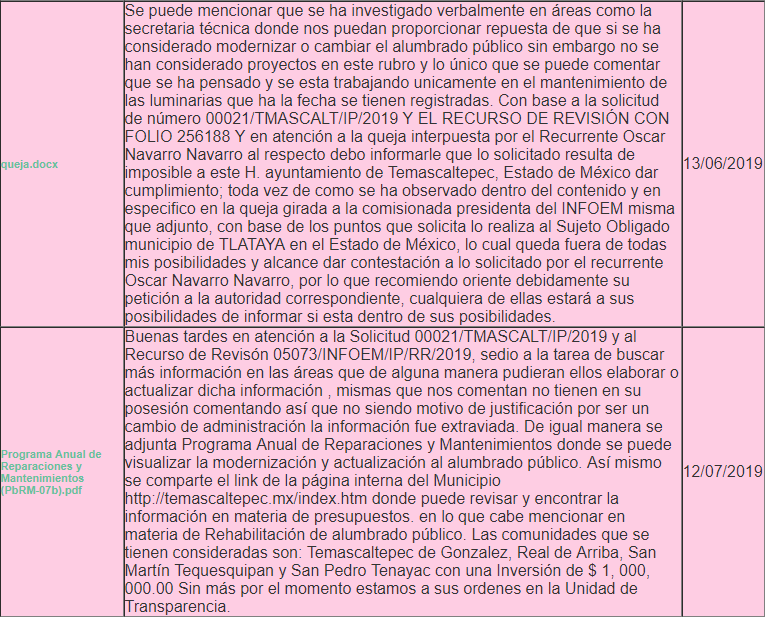 Se puede mencionar que se ha investigado verbalmente en áreas como la
secretaria técnica donde nos puedan proporcionar repuesta de que si se ha
considerado modernizar o cambiar el alumbrado público sin embargo no se
han considerado proyectos en este rubro y lo único que se puede comentar
que se ha pensado y se esta trabajando unicamente en el mantenimiento de
las luminarias que ha la fecha se tienen registradas. Con base a la solicitud
de número 00021/TMASCALT/IP/2019 Y EL RECURSO DE REVISIÓN CON
FOLIO 256188 Y en atención a la queja interpuesta por el Recurrente Oscar
Navarro Navarro al respecto debo informarle que lo solicitado resulta de
imposible a este H. ayuntamiento de Temascaltepec, Estado de México dar
cumplimiento; toda vez de como se ha observado dentro del contenido y en
especifico en la queja girada a la comisionada presidenta del INFOEM misma
que adjunto, con base de los puntos que solicita lo realiza al Sujeto Obligado
municipio de TLATAYA en el Estado de México, lo cual queda fuera de todas
mis posibilidades y alcance dar contestación a lo solicitado por el recurrente
Oscar Navarro Navarro, por lo que recomiendo oriente debidamente su
petición a la autoridad correspondiente, cualquiera de ellas estará a sus
posibilidades de informar si esta dentro de sus posibilidades.
queja.docx
13/06/2019
Buenas tardes en atención a la Solicitud 00021/TMASCALT/IP/2019 y al
Recurso de Revisón 05073/INFOEM/IP/RR/2019, sedio a la tarea de buscar
más información en las áreas que de alguna manera pudieran ellos elaborar o
actualizar dicha información , mismas que nos comentan no tienen en su
posesión comentando así que no siendo motivo de justificación por ser un
cambio de administración la información fue extraviada. De igual manera se
adjunta Programa Anual de Reparaciones y Mantenimientos donde se puede
visualizar la modernización y actualización al alumbrado público. Así mismo
se comparte el link de la página interna del Municipio
http://temascaltepec.mx/index.htm donde puede revisar y encontrar la
información en materia de presupuestos. en lo que cabe mencionar en
materia de Rehabilitación de alumbrado público. Las comunidades que se
tienen consideradas son: Temascaltepec de Gonzalez, Real de Arriba, San
Martín Tequesquipan y San Pedro Tenayac con una Inversión de $ 1, 000,
000.00 Sin más por el momento estamos a sus ordenes en la Unidad de
Transparencia.
Programa Anual de
Reparaciones y
Mantenimientos
(PbRM-07b).pdf
12/07/2019